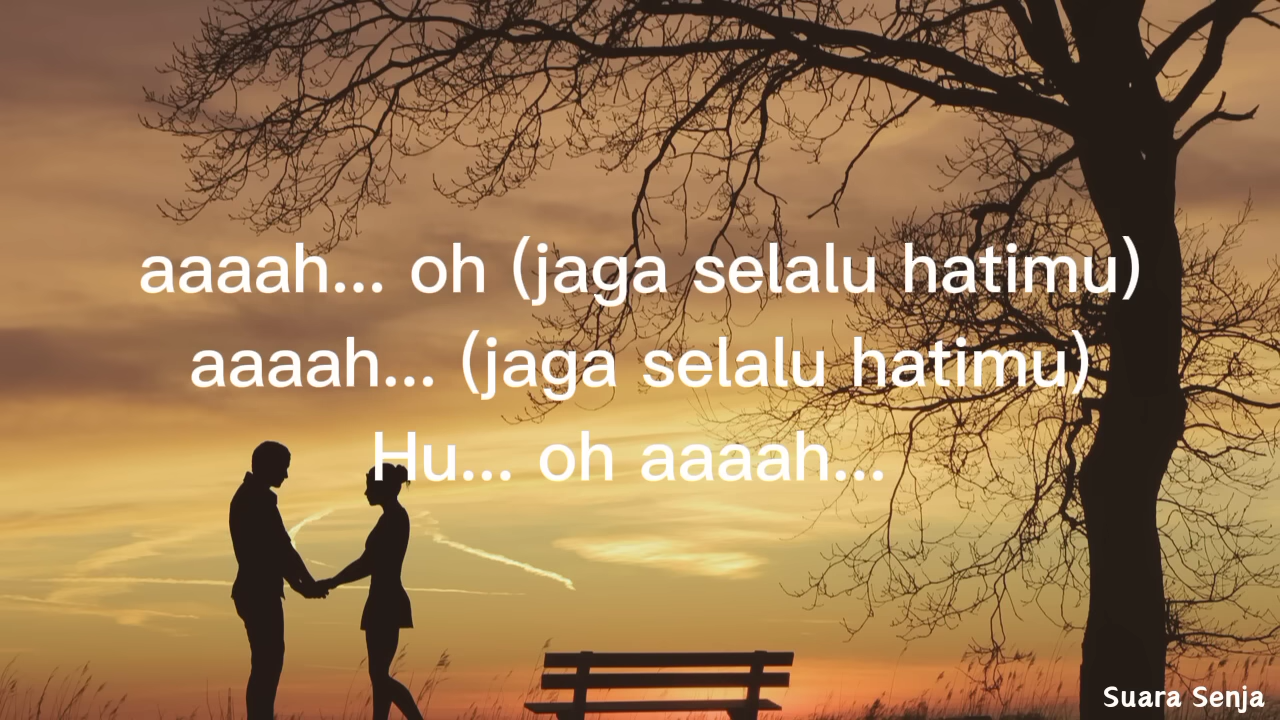 aaaah... oh (jaga selalu hatimu)
aaaah... (jaga selalu hatimu)
Hu... oh aaaah...
Suara Senja